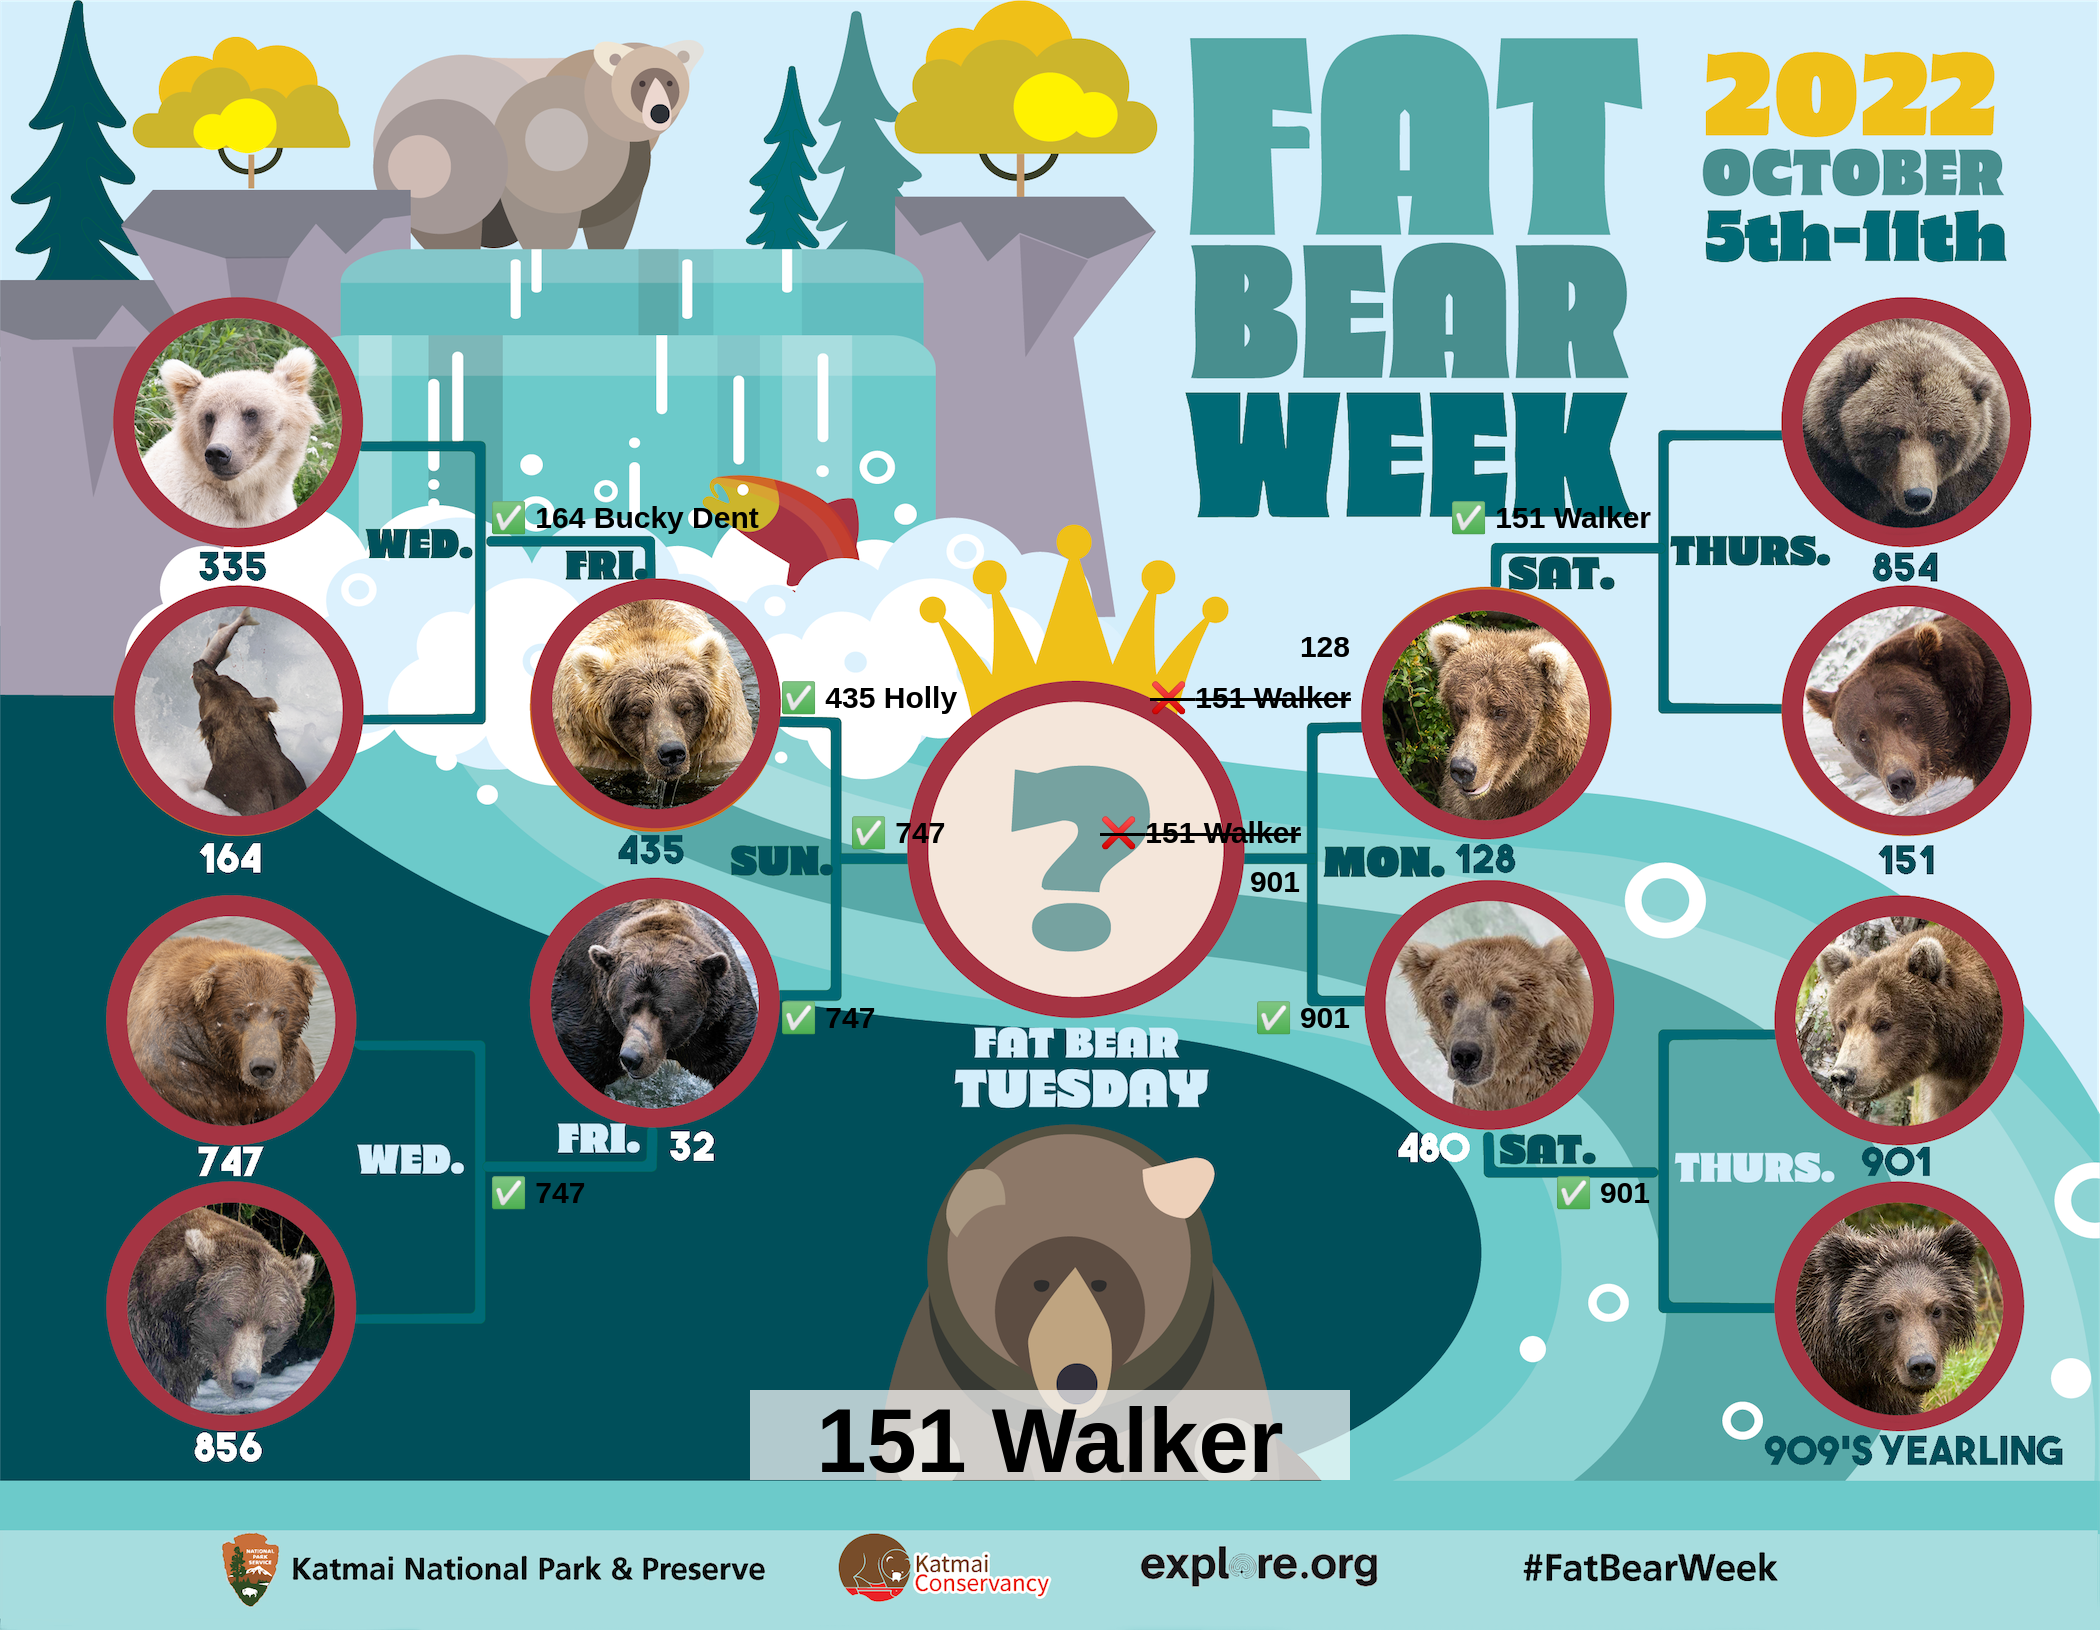 FAT
BEAR
WEEK
2022
OCTOBER
5th-11th
335
WED.
✅ 164 Bucky Dent
FRI.
✅ 151 Walker
SAT.
THURS.
854
128
✅ 435 Holly
❌ 151 Walker
164
435
SUN.
✅ 747
❌ 151 Walker
901
MON.
128
151
✅ 747
✅ 901
FAT BEAR
TUESDAY
747
WED.
FRI.
32
✅ 747
480
SAT.
✅ 901
THURS.
901
856
909'S YEARLING
151 Walker
NATIONAL
PARK
SERVICE
Katmai National Park & Preserve
Katmai
Conservancy
explore.org
#FatBearWeek